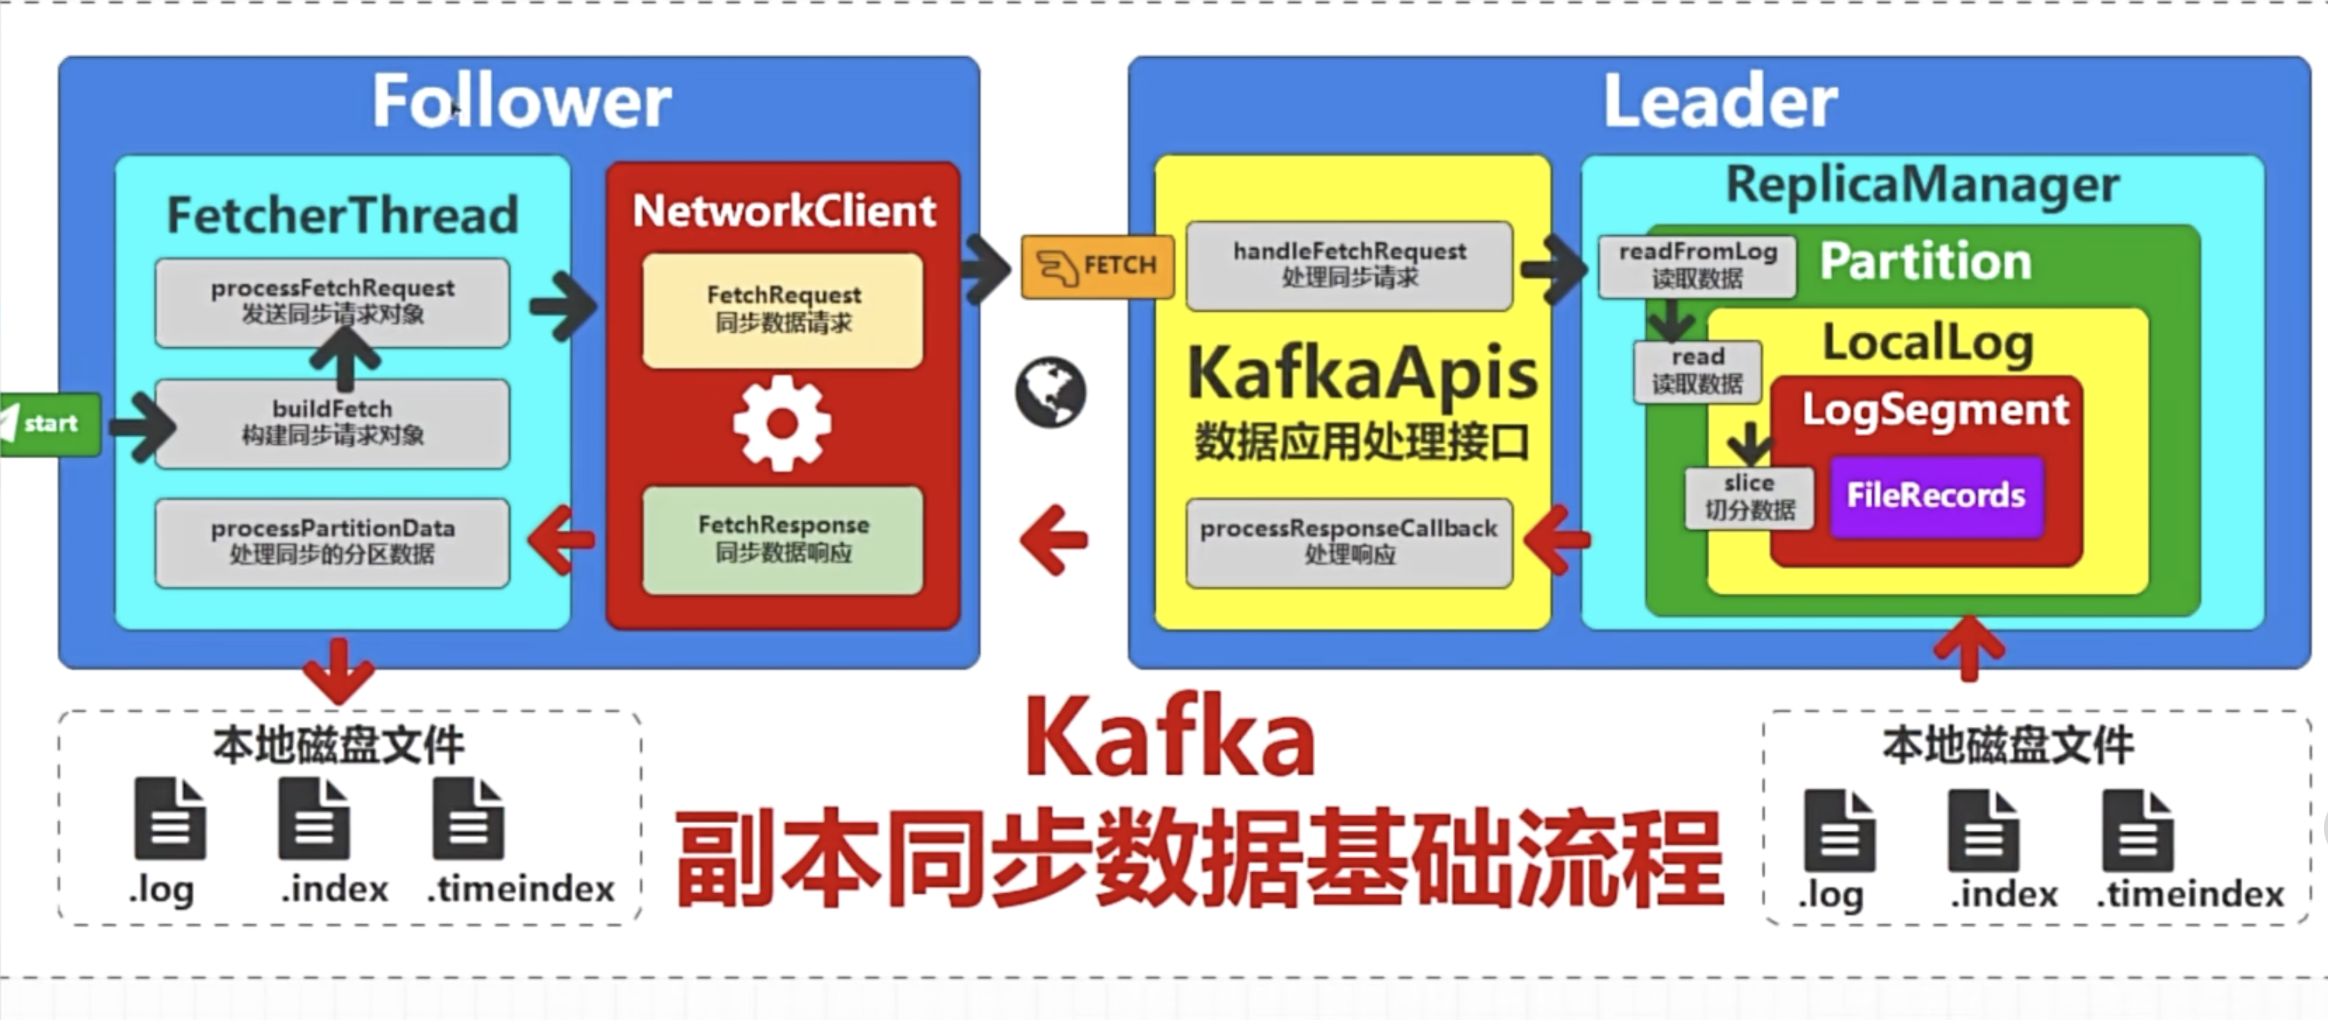 Follower
FetcherThread
processFetchRequest
发送同步请求对象
start
buildFetch
构建同步请求对象
processPartitionData
处理同步的分区数据
NetworkClient
FetchRequest
同步数据请求
FetchResponse
同步数据响应
FETCH
Leader
handleFetchRequest
处理同步请求
KafkaApis
数据应用处理接口
processResponseCallback
处理响应
ReplicaManager
readFromLog
读取数据
Partition
read
读取数据
LocalLog
LogSegment
slice
切分数据
FileRecords
本地磁盘文件
.log .index .timeindex
Kafka
副本同步数据基础流程
本地磁盘文件
.log .index .timeindex